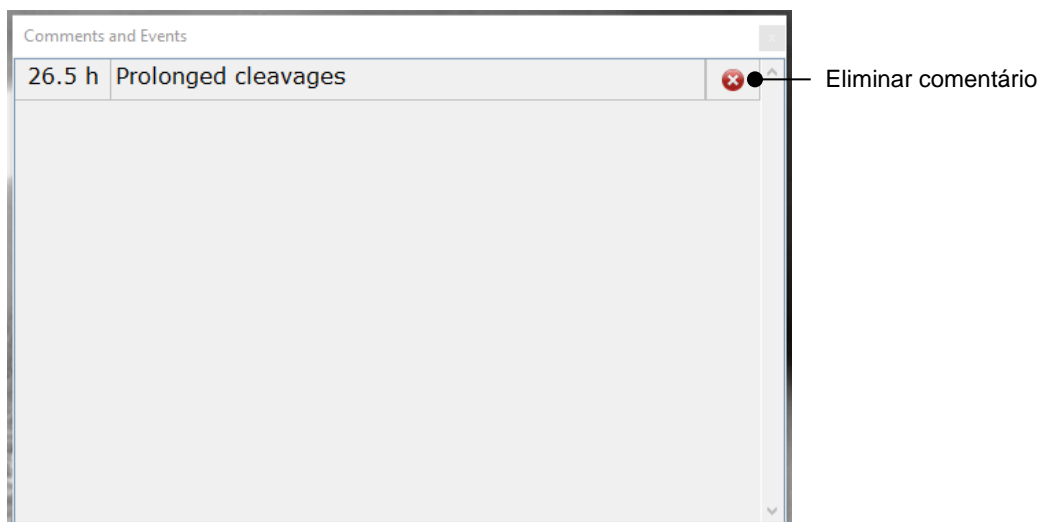 Comments and Events
26.5 h Prolonged cleavages
Eliminar comentário